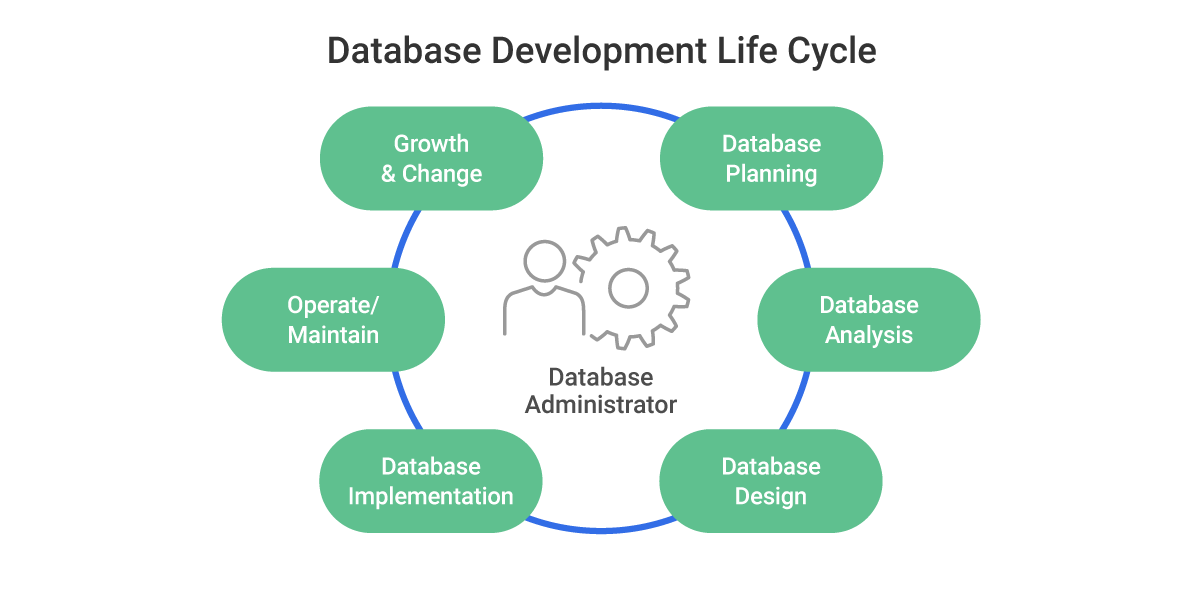 Database Development Life Cycle
Growth
& Change
Database
Planning
Operate/
Maintain
Database
Analysis
Database
Administrator
Database
Implementation
Database
Design